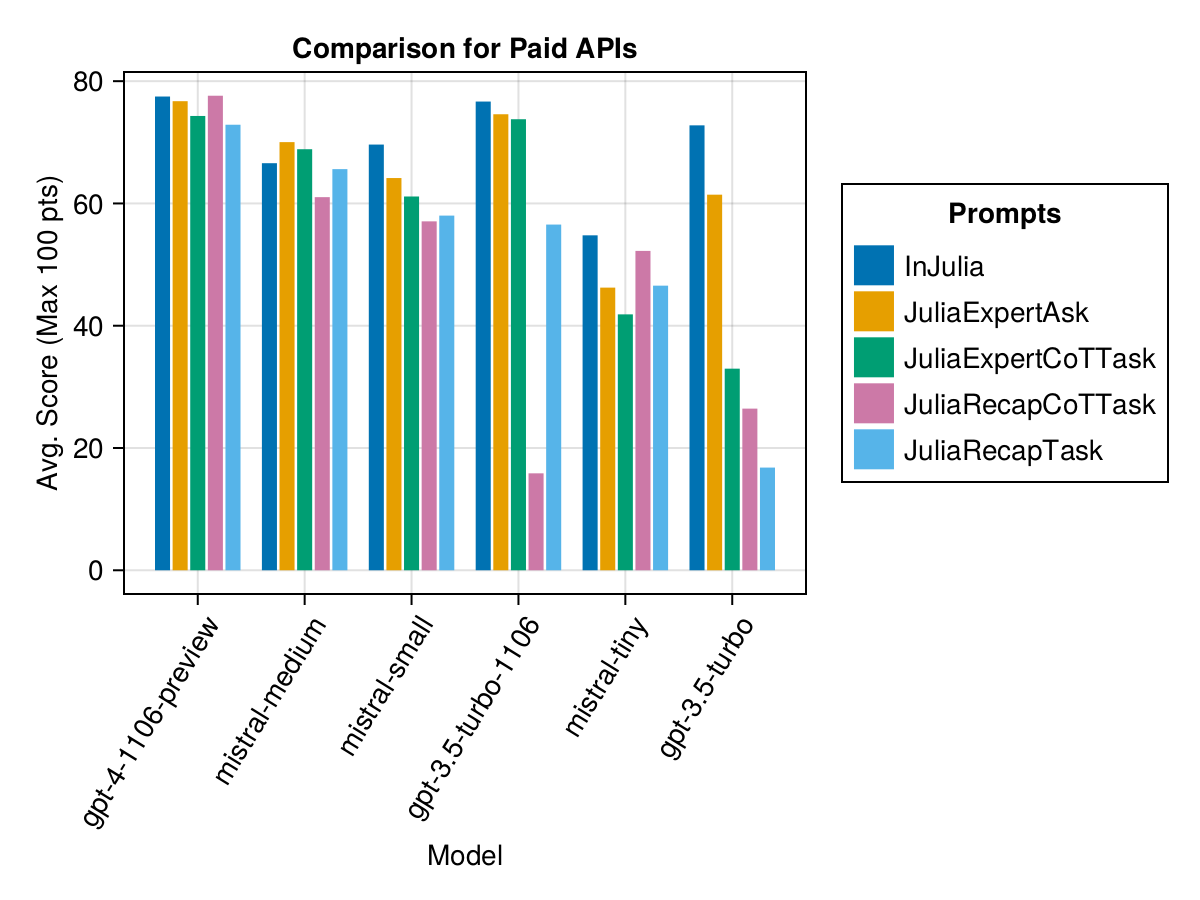 Comparison for Paid APIs
80
60
40
20
0
Avg. Score (Max 100 pts)
gpt-4-1106-preview
mistral-medium
mistral-small
gpt-3.5-turbo-1106
mistral-tiny
gpt-3.5-turbo
Model
Prompts
InJulia
JuliaExpertAsk
JuliaExpertCoTTask
JuliaRecapCoTTask
JuliaRecapTask